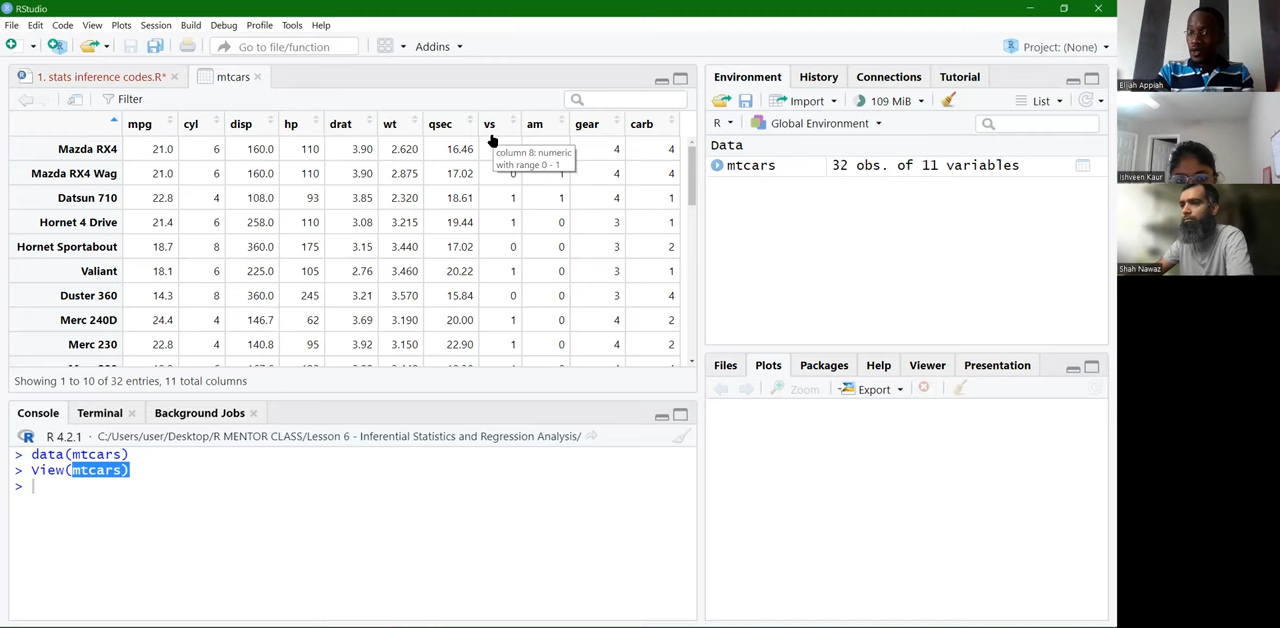 RStudio
File Edit Code View Plots Session Build Debug Profile Tools Help
Go to file/function Addins Project: (None)
1. stats inference codes.R* mtcars
Filter
mpg cyl disp hp drat wt qsec vs am gear carb
Mazda RX4 21.0 6 160.0 110 3.90 2.620 16.46 4 4
Mazda RX4 Wag 21.0 6 160.0 110 3.90 2.875 17.02 0 1 4 4
Datsun 710 22.8 4 108.0 93 3.85 2.320 18.61 1 1 4 1
Hornet 4 Drive 21.4 6 258.0 110 3.08 3.215 19.44 1 0 3 1
Hornet Sportabout 18.7 8 360.0 175 3.15 3.440 17.02 0 0 3 2
Valiant 18.1 6 225.0 105 2.76 3.460 20.22 1 0 3 1
Duster 360 14.3 8 360.0 245 3.21 3.570 15.84 0 0 3 4
Merc 240D 24.4 4 146.7 62 3.69 3.190 20.00 1 0 4 2
Merc 230 22.8 4 140.8 95 3.92 3.150 22.90 1 0 4 2
column 8: numeric
with range 0 - 1
Showing 1 to 10 of 32 entries, 11 total columns
Console Terminal Background Jobs
R 4.2.1 · C:/Users/user/Desktop/R MENTOR CLASS/Lesson 6 - Inferential Statistics and Regression Analysis/
> data(mtcars)
> view(mtcars)
>
Environment History Connections Tutorial
Import 109 MiB List
R Global Environment
Data
mtcars 32 obs. of 11 variables
Files Plots Packages Help Viewer Presentation
Zoom Export
Elijah Appiah
Ishveen Kaur
Shah Nawaz